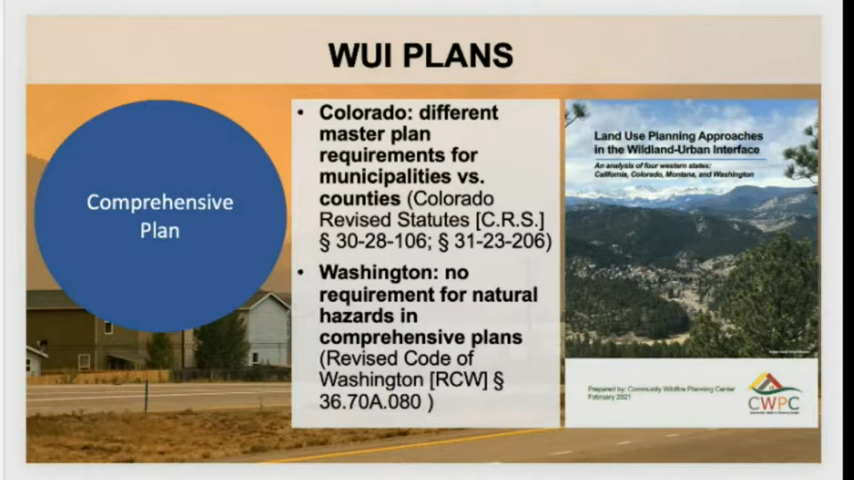 WUI PLANS
Comprehensive
Plan
• Colorado: different
master plan
requirements for
municipalities vs.
counties (Colorado
Revised Statutes [C.R.S.]
§ 30-28-106; § 31-23-206)
• Washington: no
requirement for natural
hazards in
comprehensive plans
(Revised Code of
Washington [RCW] §
36.70A.080 )
Land Use Planning Approaches
in the Wildland-Urban Interface
An analysis of four western states:
California, Colorado, Montana, and Washington
Prepared by: Community Wildfire Planning Center
February 2021
CWPC